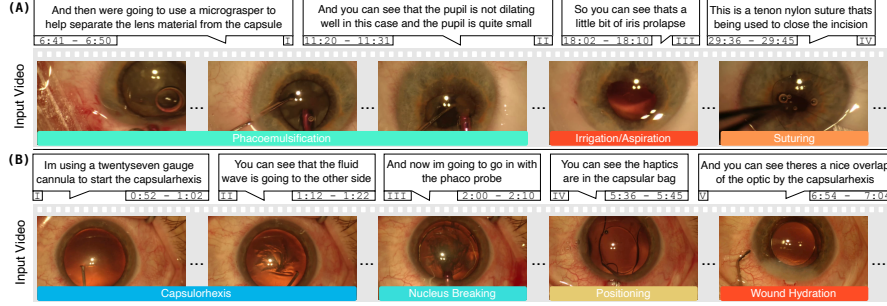 (A)
And then were going to use a micrograsper to
help separate the lens material from the capsule
6:41 - 6:50
I
And you can see that the pupil is not dilating
well in this case and the pupil is quite small
11:20 - 11:31
II
So you can see thats a
little bit of iris prolapse
18:02 - 18:10
III
This is a tenon nylon suture thats
being used to close the incision
29:36 - 29:45
IV
Input Video
...
...
...
...
Phacoemulsification
Irrigation/Aspiration
Suturing
(B)
Im using a twentyseven gauge
cannula to start the capsularhexis
I
0:52 - 1:02
You can see that the fluid
wave is going to the other side
II
1:12 - 1:22
And now im going to go in with
the phaco probe
III
2:00 - 2:10
You can see the haptics
are in the capsular bag
IV
5:36 - 5:45
And you can see theres a nice overlap
of the optic by the capsularhexis
V
6:54 - 7:04
Input Video
...
...
...
...
Capsulorhexis
Nucleus Breaking
Positioning
Wound Hydration